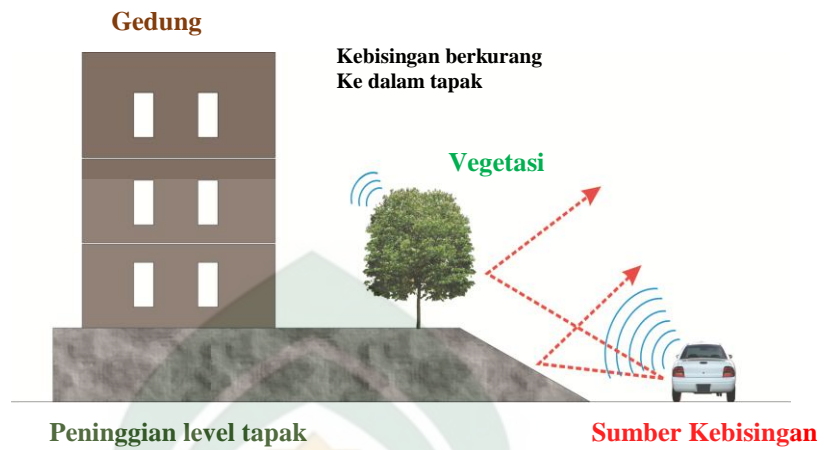 Gedung
Kebisingan berkurang
Ke dalam tapak
Vegetasi
Peninggian level tapak
Sumber Kebisingan